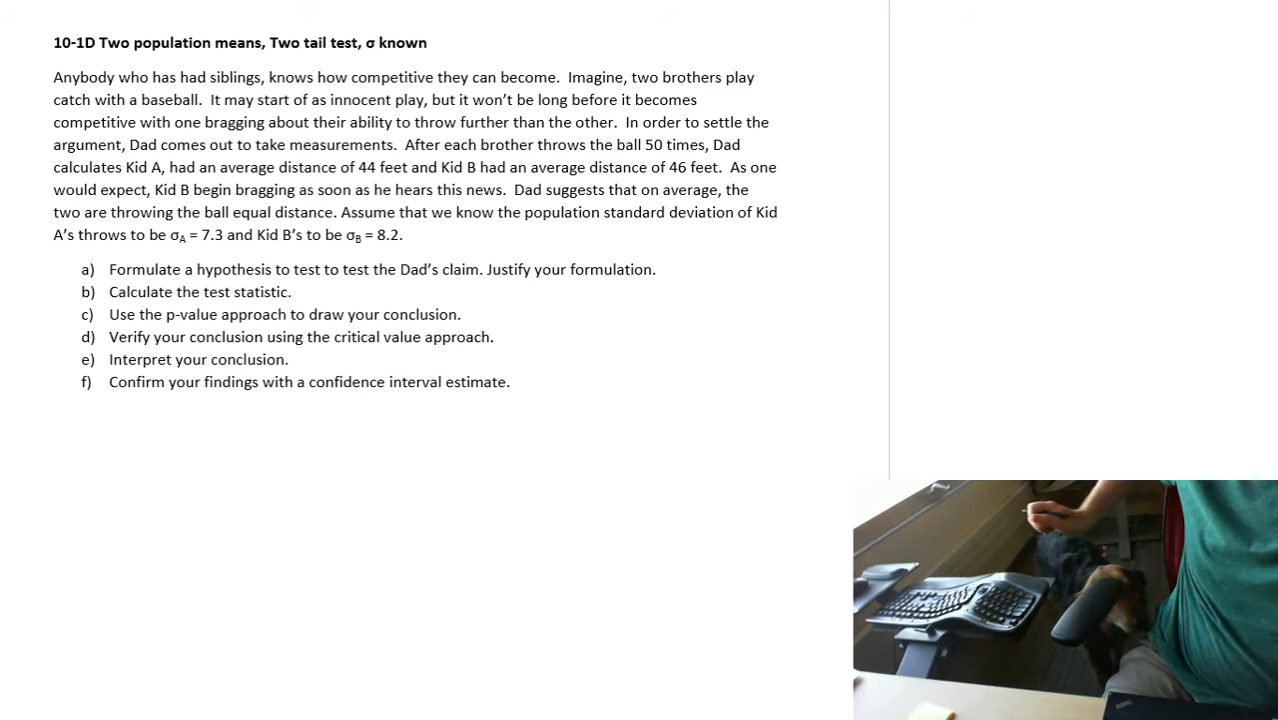 10-1D Two population means, Two tail test, σ known
Anybody who has had siblings, knows how competitive they can become. Imagine, two brothers play
catch with a baseball. It may start of as innocent play, but it won't be long before it becomes
competitive with one bragging about their ability to throw further than the other. In order to settle the
argument, Dad comes out to take measurements. After each brother throws the ball 50 times, Dad
calculates Kid A, had an average distance of 44 feet and Kid B had an average distance of 46 feet. As one
would expect, Kid B begin bragging as soon as he hears this news. Dad suggests that on average, the
two are throwing the ball equal distance. Assume that we know the population standard deviation of Kid
A's throws to be σA = 7.3 and Kid B's to be σB = 8.2.
a) Formulate a hypothesis to test to test the Dad's claim. Justify your formulation.
b) Calculate the test statistic.
c) Use the p-value approach to draw your conclusion.
d) Verify your conclusion using the critical value approach.
e) Interpret your conclusion.
f) Confirm your findings with a confidence interval estimate.